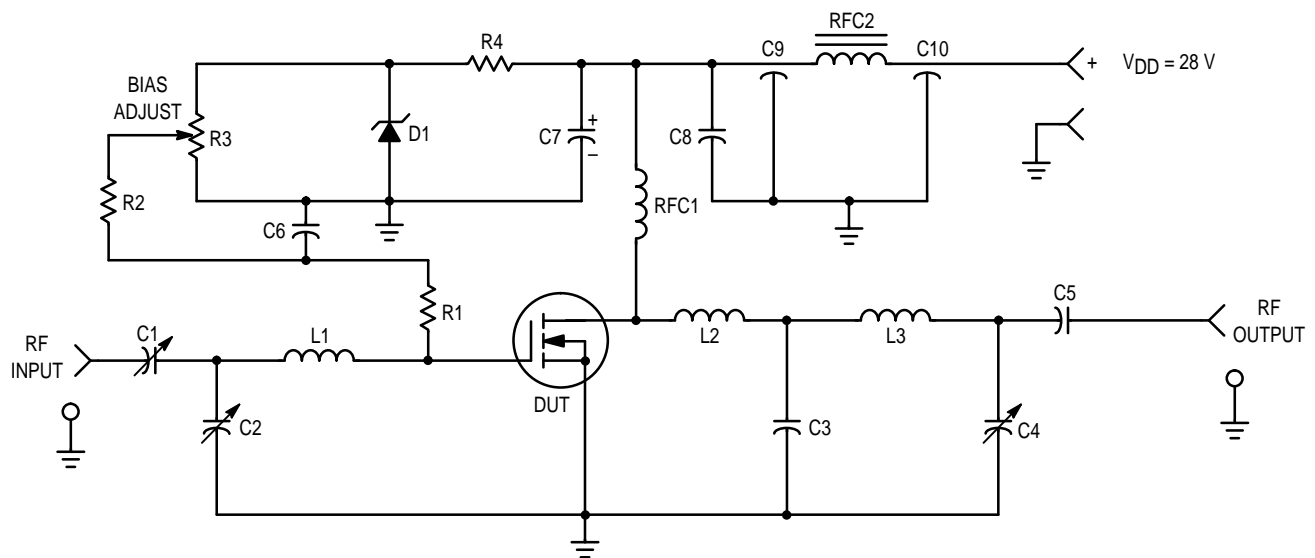 RFC2
R4
C9
C10
+
V_DD = 28 V
BIAS
ADJUST
R3
D1
C7
+
–
C8
R2
C6
RFC1
R1
C1
L1
RF
INPUT
DUT
L2
L3
C5
RF
OUTPUT
C2
C3
C4